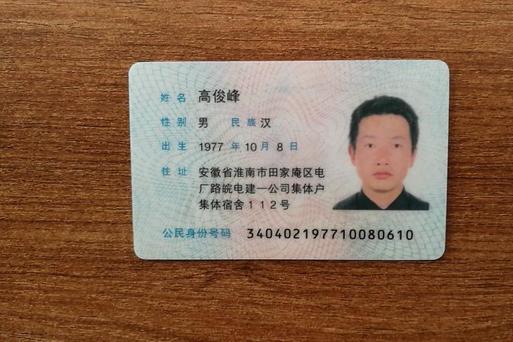 姓名 高俊峰
性别 男 民族 汉
出生 1977 年 10 月 8 日
住址 安徽省淮南市田家庵区电
厂路皖电建一公司集体户
集体宿舍112号
公民身份号码 340402197710080610